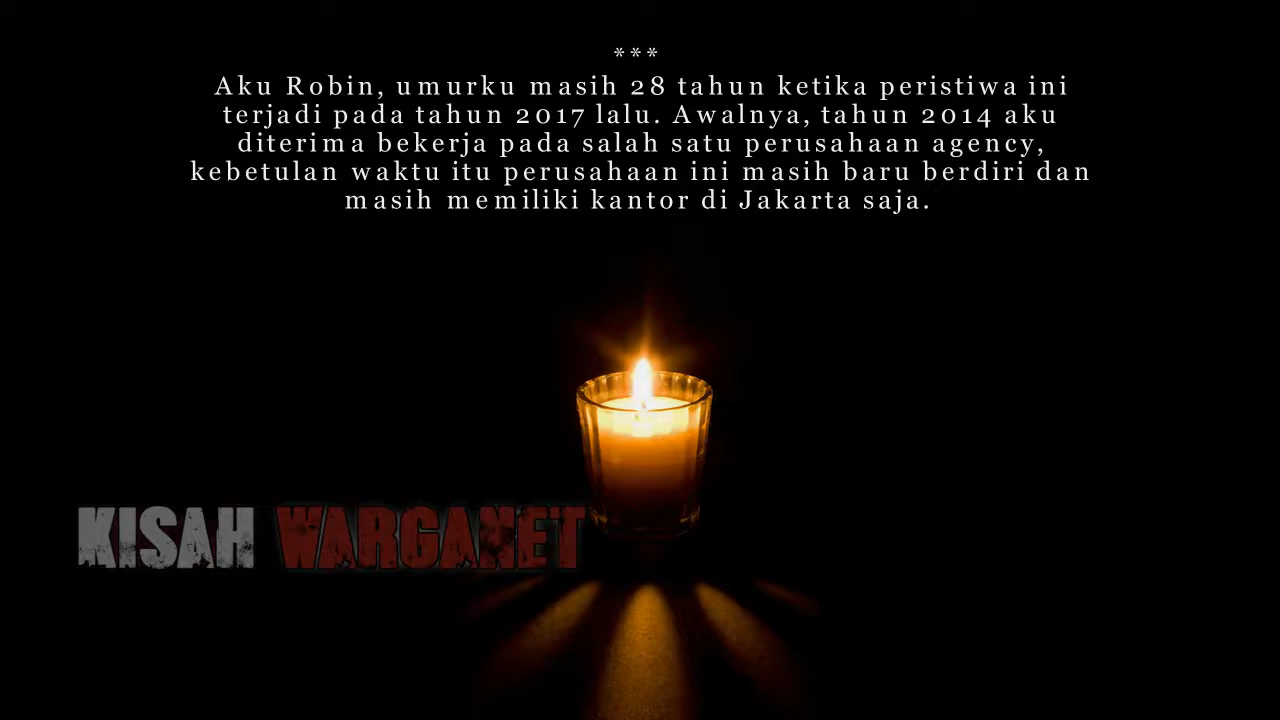 ***
Aku Robin, umurku masih 28 tahun ketika peristiwa ini
terjadi pada tahun 2017 lalu. Awalnya, tahun 2014 aku
diterima bekerja pada salah satu perusahaan agency,
kebetulan waktu itu perusahaan ini masih baru berdiri dan
masih memiliki kantor di Jakarta saja.
KISAH WARGANET